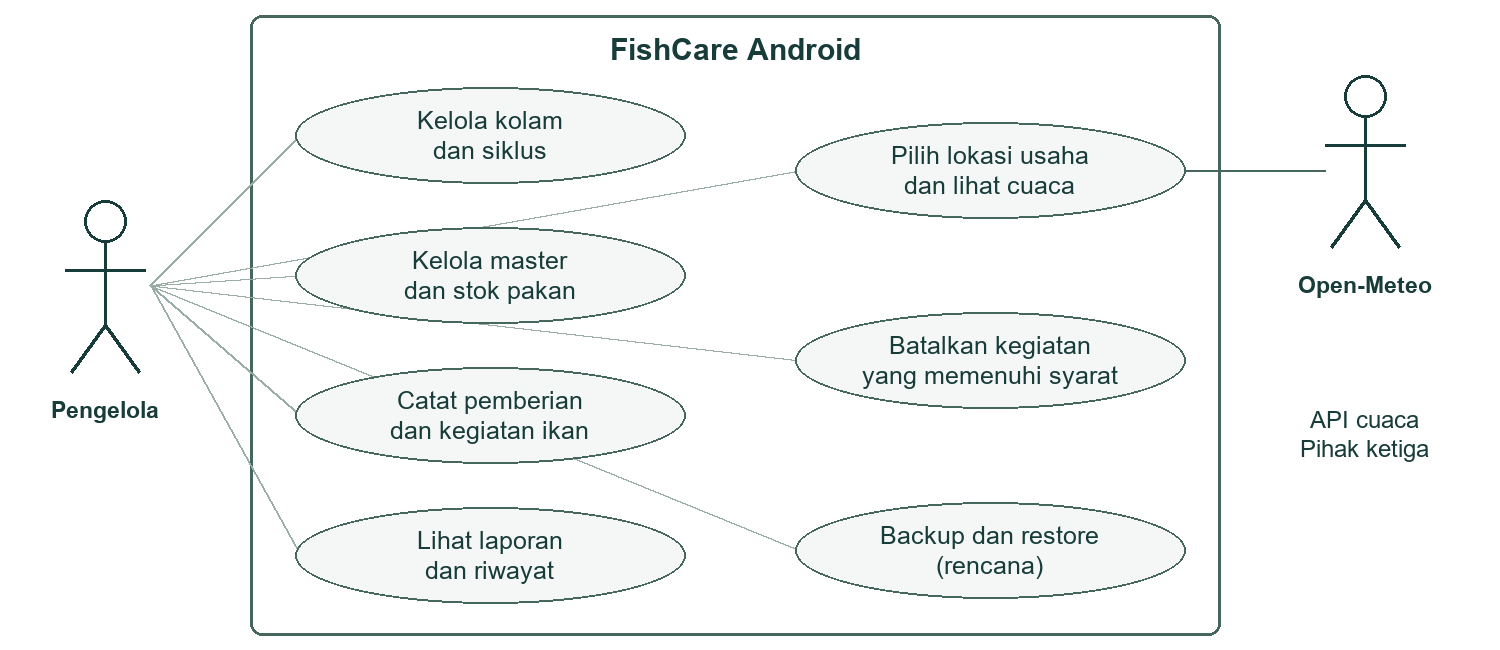 FishCare Android
Kelola kolam
dan siklus
Pilih lokasi usaha
dan lihat cuaca
Kelola master
dan stok pakan
Open-Meteo
Batalkan kegiatan
yang memenuhi syarat
Pengelola
Catat pemberian
dan kegiatan ikan
API cuaca
Pihak ketiga
Lihat laporan
dan riwayat
Backup dan restore
(rencana)